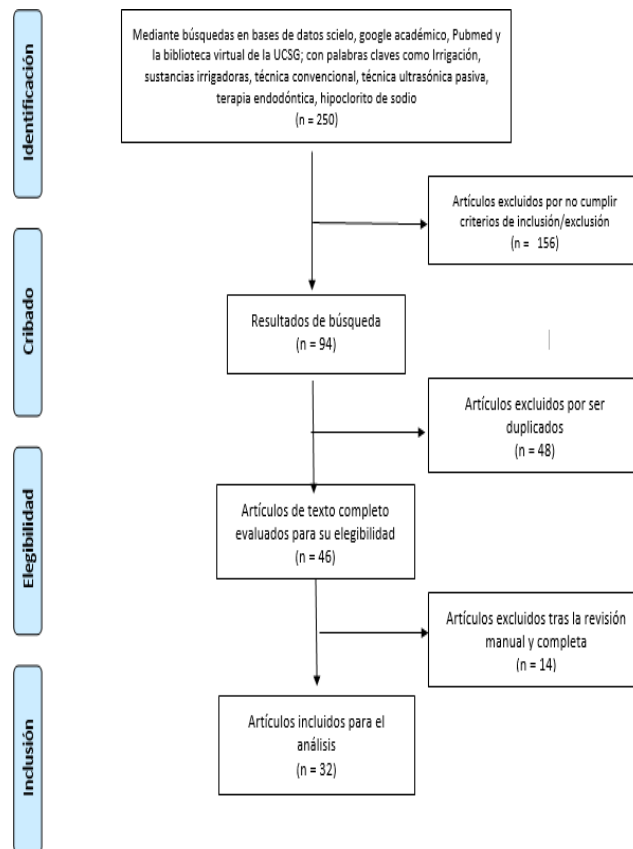 Identificación
Mediante búsquedas en bases de datos scielo, google académico, Pubmed y
la biblioteca virtual de la UCSG; con palabras claves como Irrigación,
sustancias irrigadoras, técnica convencional, técnica ultrasónica pasiva,
terapia endodóntica, hipoclorito de sodio
(n = 250)
Artículos excluidos por no cumplir
criterios de inclusión/exclusión
(n = 156)
Cribado
Resultados de búsqueda
(n = 94)
Artículos excluidos por ser
duplicados
(n = 48)
Elegibilidad
Artículos de texto completo
evaluados para su elegibilidad
(n = 46)
Artículos excluidos tras la revisión
manual y completa
(n = 14)
Inclusión
Artículos incluidos para el
análisis
(n = 32)